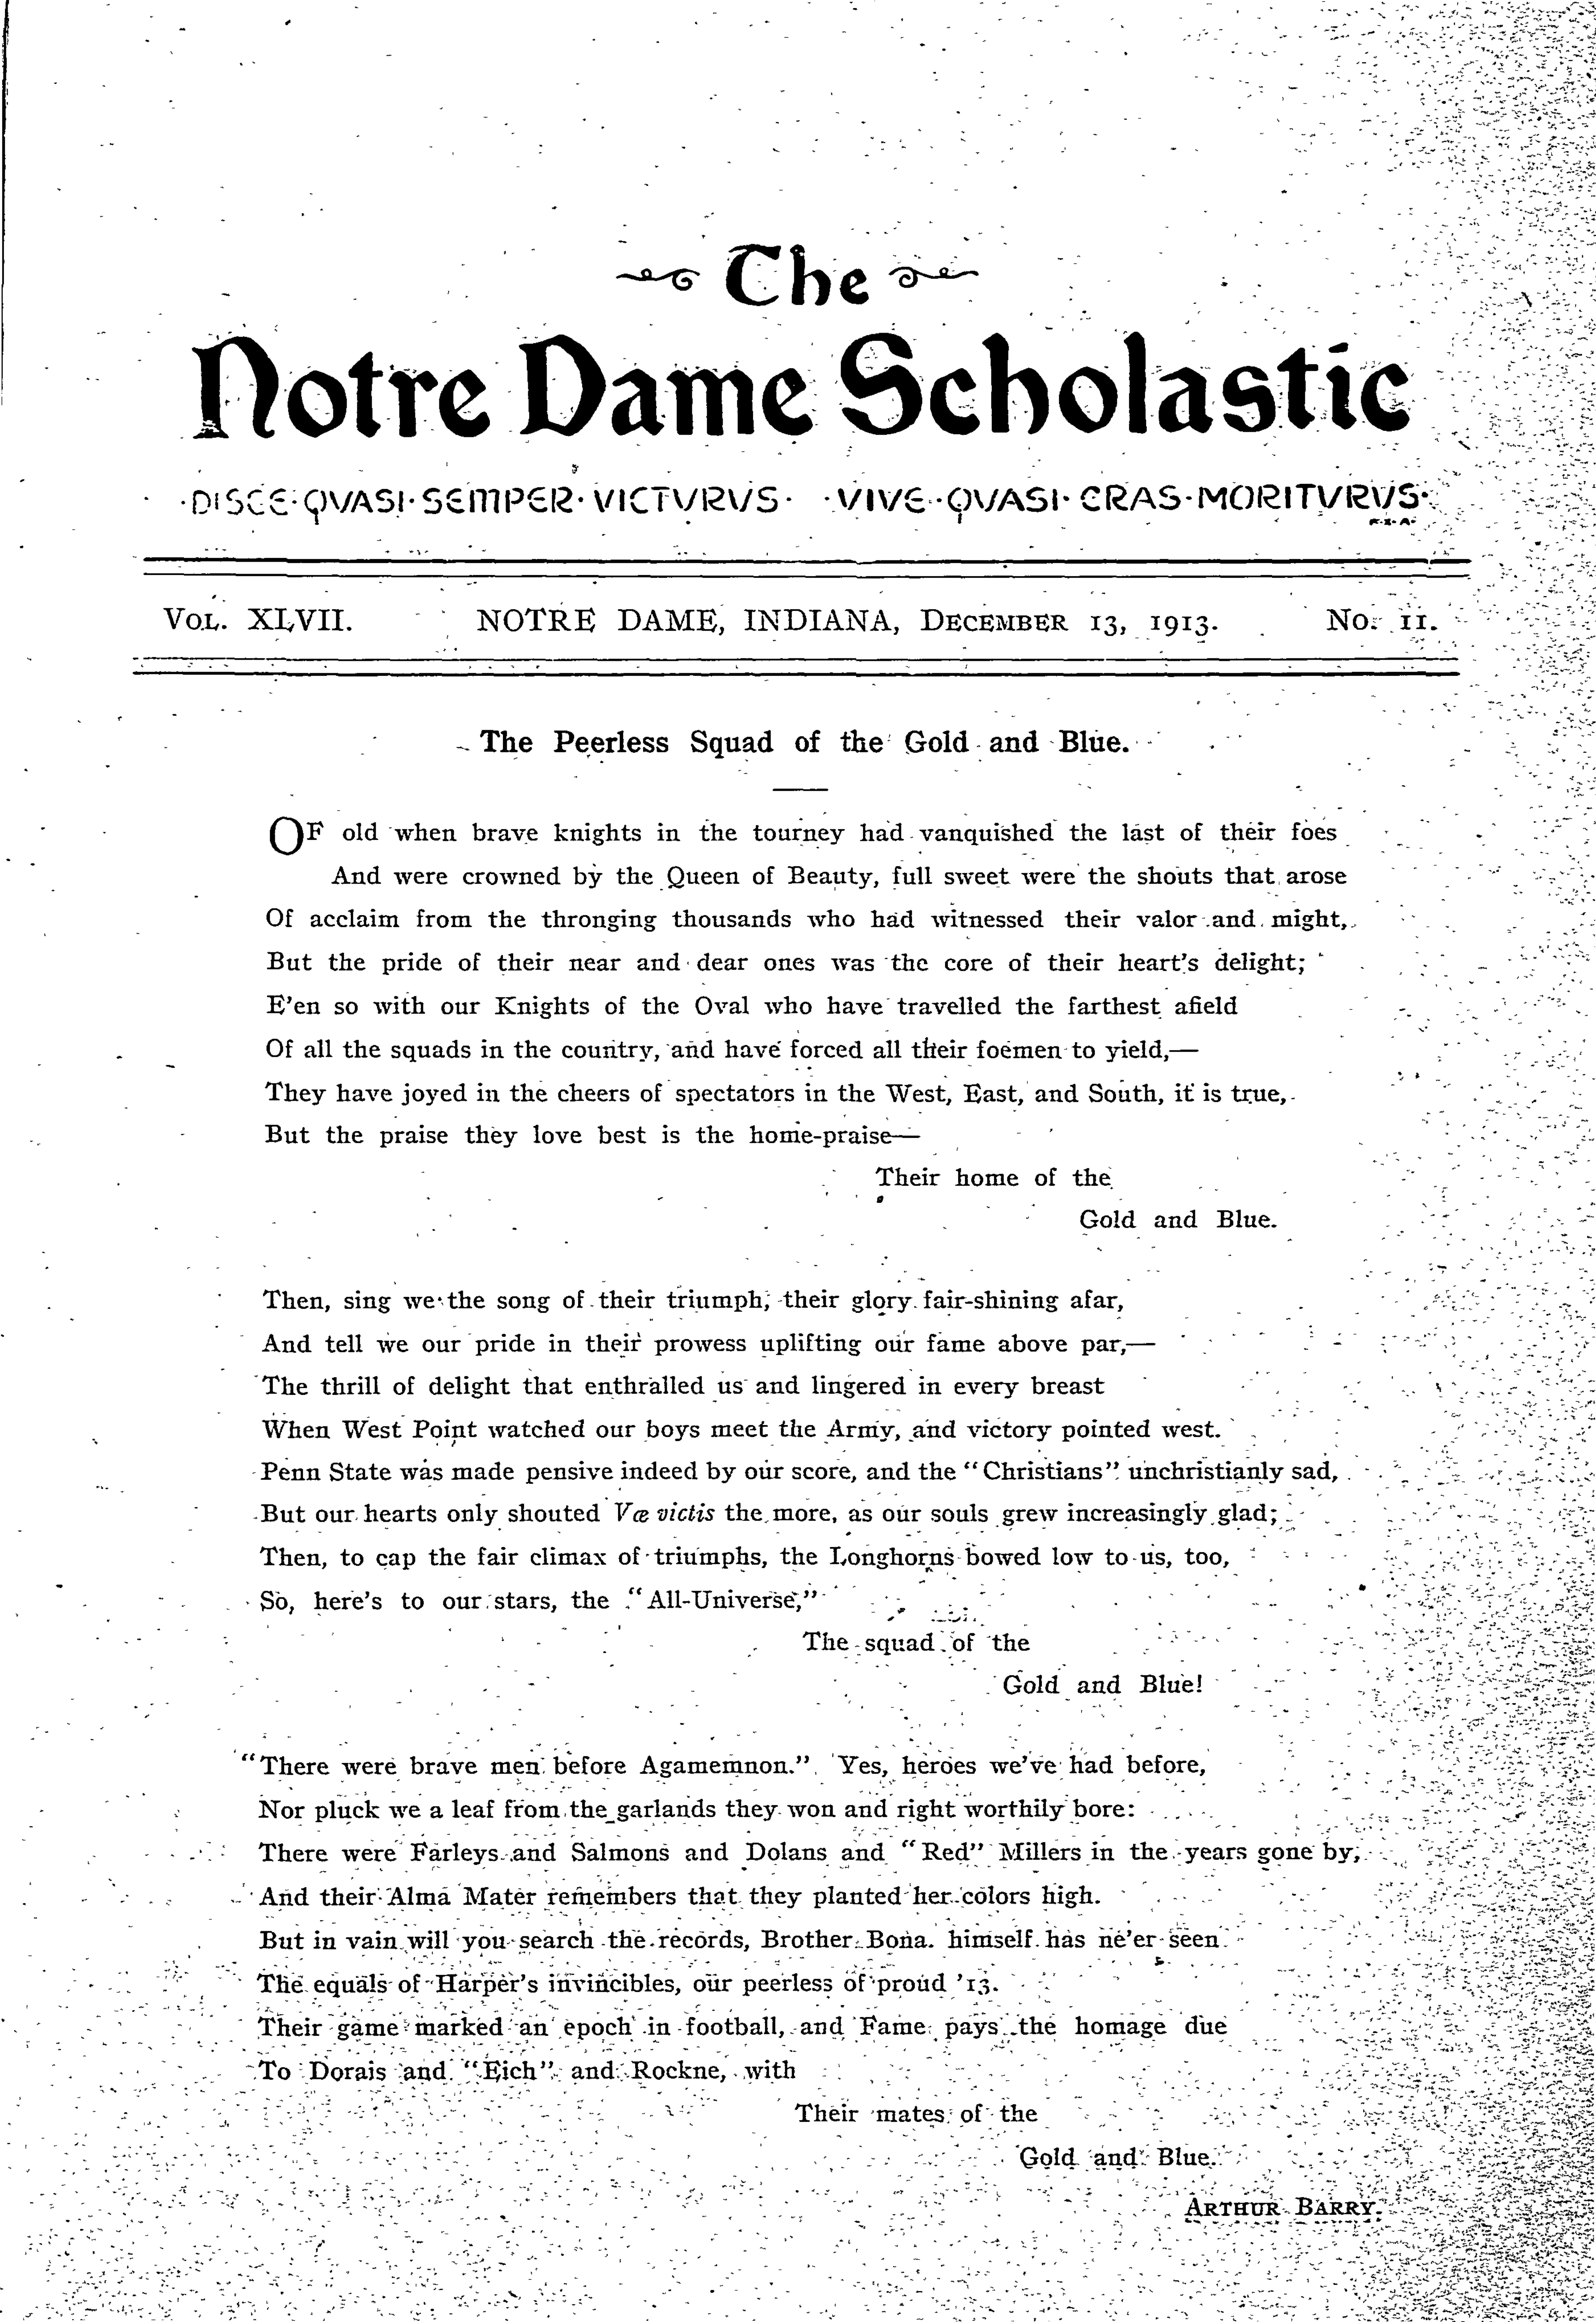 The
Notre Dame Scholastic
·DISCE·QVASI·SEMPER·VICTVRVS· ·VIVE·QVASI·CRAS·MORITVRVS·
VOL. XLVII. NOTRE DAME, INDIANA, DECEMBER 13, 1913. NO. 11.
The Peerless Squad of the Gold and Blue.
OF old when brave knights in the tourney had vanquished the last of their foes
And were crowned by the Queen of Beauty, full sweet were the shouts that arose
Of acclaim from the thronging thousands who had witnessed their valor and might,
But the pride of their near and dear ones was the core of their heart's delight;
E'en so with our Knights of the Oval who have travelled the farthest afield
Of all the squads in the country, and have forced all their foemen to yield,—
They have joyed in the cheers of spectators in the West, East, and South, it is true,
But the praise they love best is the home-praise—
Their home of the
Gold and Blue.
Then, sing we the song of their triumph, their glory fair-shining afar,
And tell we our pride in their prowess uplifting our fame above par,—
The thrill of delight that enthralled us and lingered in every breast
When West Point watched our boys meet the Army, and victory pointed west.
Penn State was made pensive indeed by our score, and the "Christians" unchristianly sad,
But our hearts only shouted Væ victis the more, as our souls grew increasingly glad;
Then, to cap the fair climax of triumphs, the Longhorns bowed low to us, too,
So, here's to our stars, the "All-Universe,"
The squad of the
Gold and Blue!
"There were brave men before Agamemnon." Yes, heroes we've had before,
Nor pluck we a leaf from the garlands they won and right worthily bore:
There were Farleys and Salmons and Dolans and "Red" Millers in the years gone by,
And their Alma Mater remembers that they planted her colors high.
But in vain will you search the records, Brother Bona. himself has ne'er seen
The equals of Harper's invincibles, our peerless of proud '13.
Their game marked an epoch in football, and Fame pays the homage due
To Dorais and "Eich" and Rockne, with
Their mates of the
Gold and Blue.
ARTHUR BARRY.